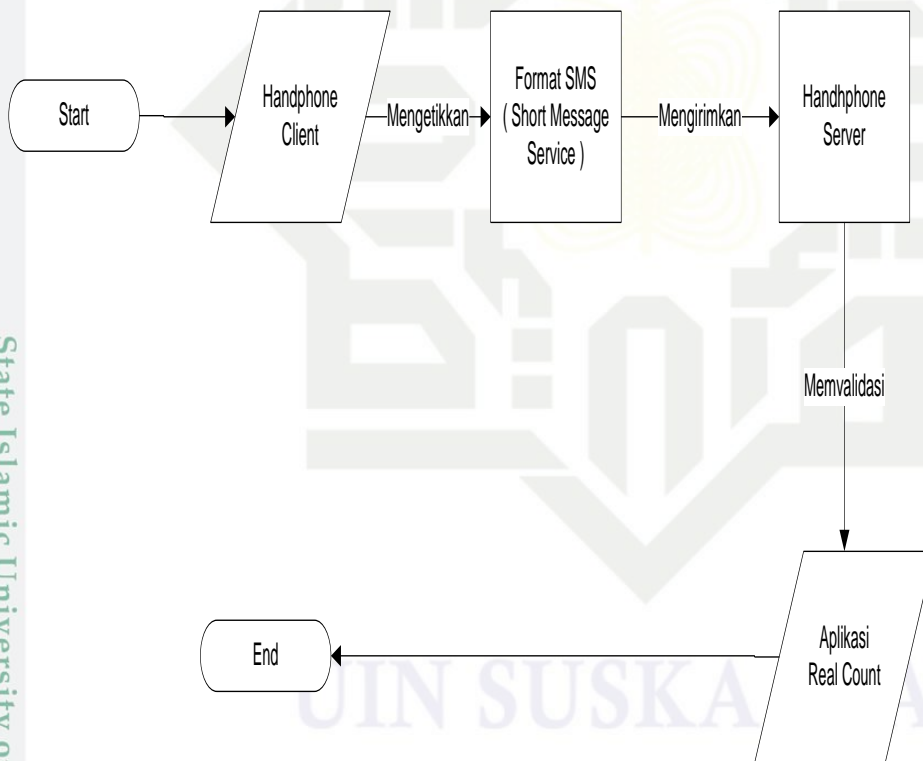 Start
Handphone
Client
Mengetikkan
Format SMS
( Short Message
Service )
Mengirimkan
Handhphone
Server
Memvalidasi
Aplikasi
Real Count
End
UIN SUSKA
State Islamic University o